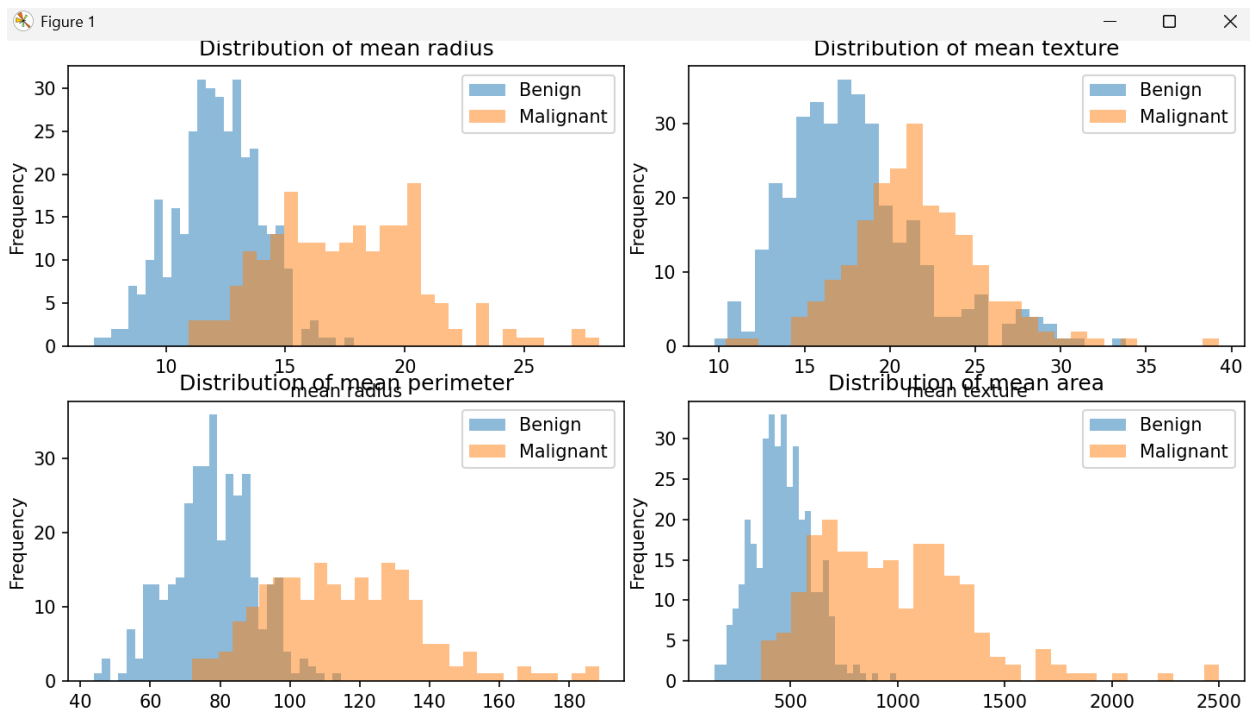 Figure 1
Distribution of mean radius
Frequency
30
25
20
15
10
5
0
Benign
Malignant
10 15 20 25
mean radius
Distribution of mean texture
Frequency
30
20
10
0
Benign
Malignant
10 15 20 25 30 35 40
mean texture
Distribution of mean perimeter
Frequency
30
20
10
0
Benign
Malignant
40 60 80 100 120 140 160 180
Distribution of mean area
Frequency
30
25
20
15
10
5
0
Benign
Malignant
500 1000 1500 2000 2500